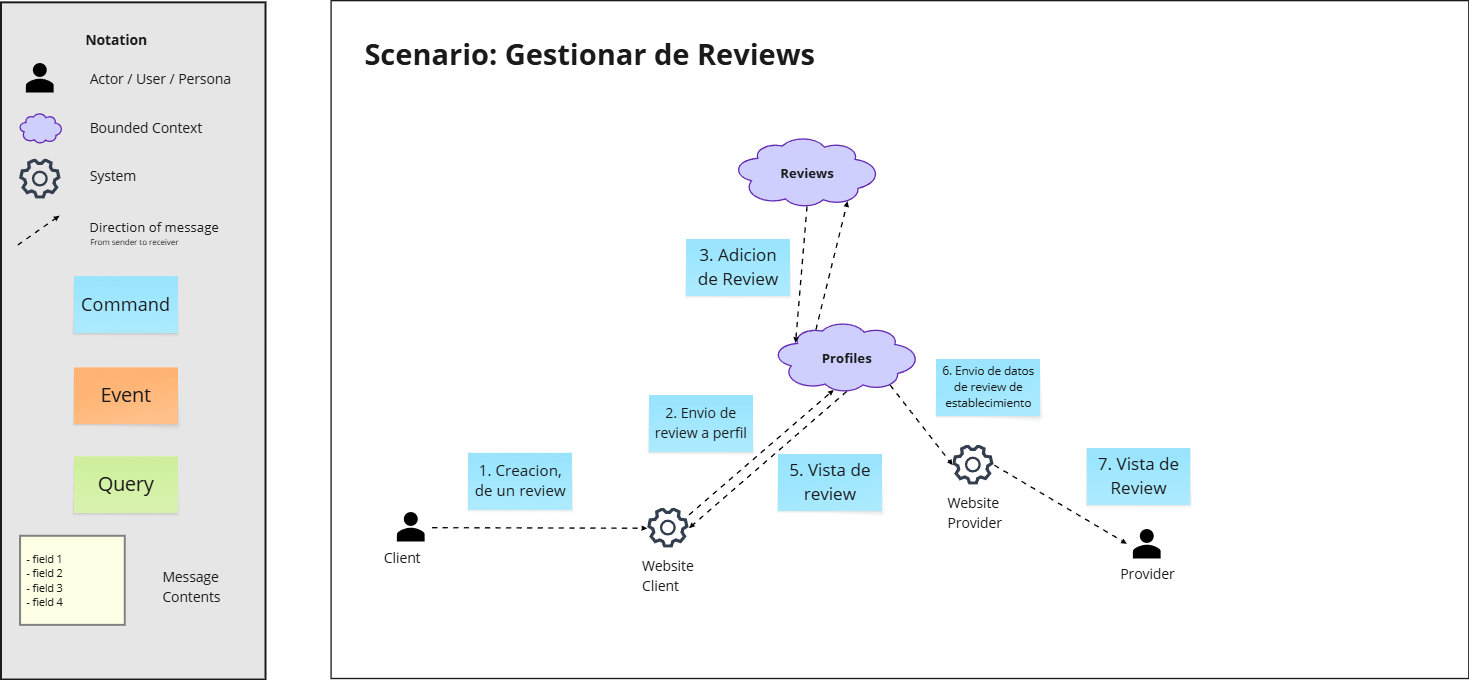 Notation
Actor / User / Persona
Bounded Context
System
Direction of message
From sender to receiver
Command
Event
Query
- field 1
- field 2
- field 3
- field 4
Message
Contents
Scenario: Gestionar de Reviews
Reviews
3. Adicion
de Review
Profiles
6. Envio de datos
de review de
establecimiento
2. Envio de
review a perfil
1. Creacion,
de un review
5. Vista de
review
7. Vista de
Review
Website
Provider
Client
Website
Client
Provider